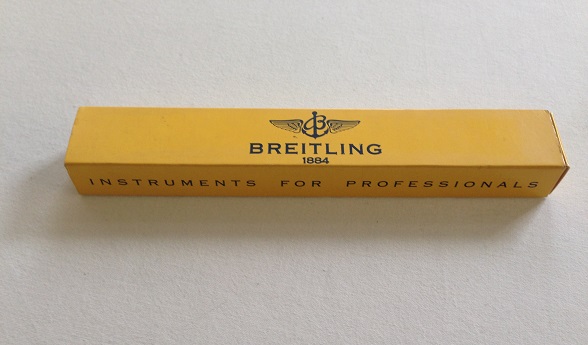 BREITLING
1884
INSTRUMENTS FOR PROFESSIONALS